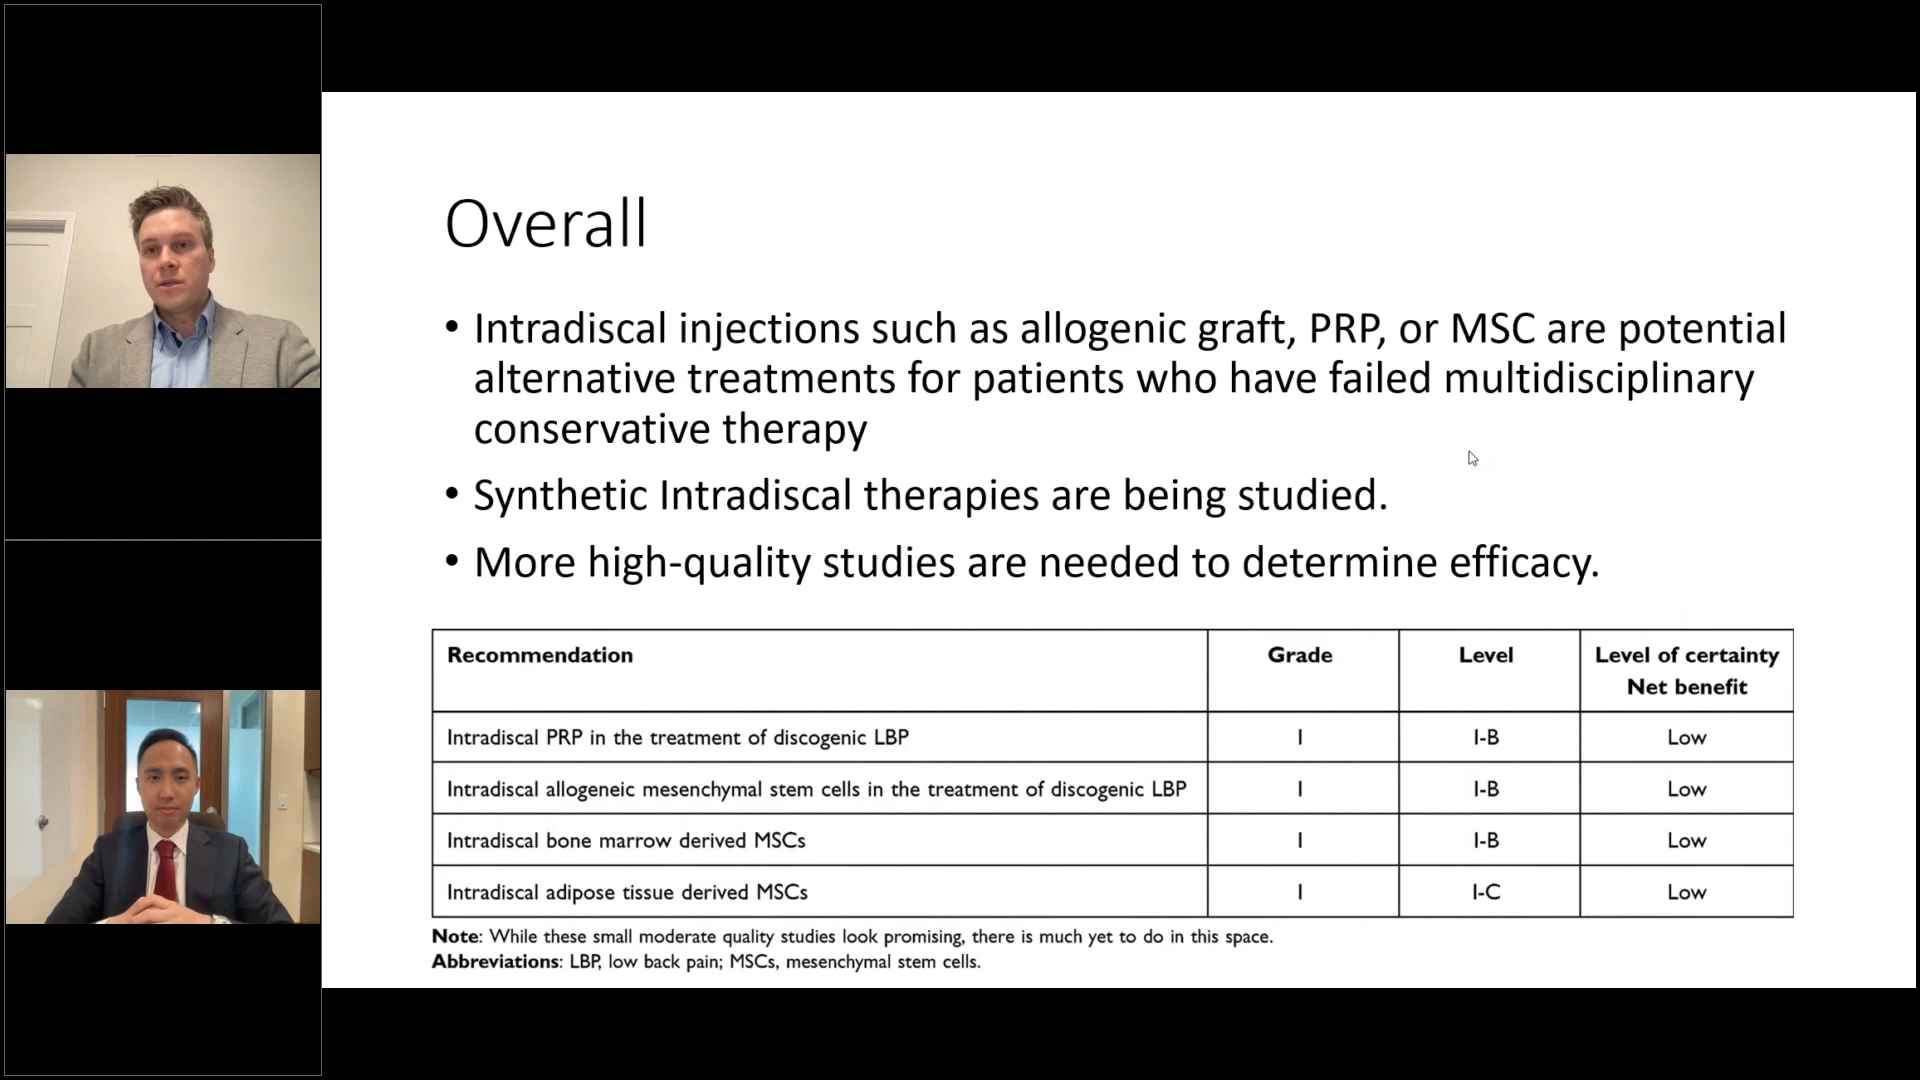 Overall
• Intradiscal injections such as allogenic graft, PRP, or MSC are potential
alternative treatments for patients who have failed multidisciplinary
conservative therapy
• Synthetic Intradiscal therapies are being studied.
• More high-quality studies are needed to determine efficacy.
Recommendation Grade Level Level of certainty
Net benefit
Intradiscal PRP in the treatment of discogenic LBP I I-B Low
Intradiscal allogeneic mesenchymal stem cells in the treatment of discogenic LBP I I-B Low
Intradiscal bone marrow derived MSCs I I-B Low
Intradiscal adipose tissue derived MSCs I I-C Low
Note: While these small moderate quality studies look promising, there is much yet to do in this space.
Abbreviations: LBP, low back pain; MSCs, mesenchymal stem cells.